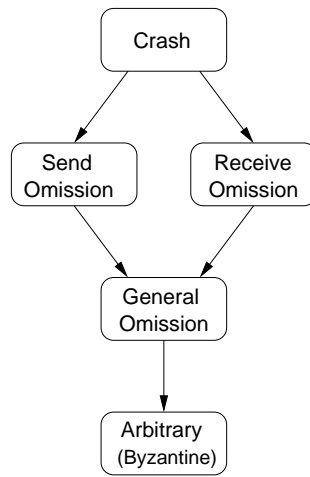 Crash
Send
Omission
Receive
Omission
General
Omission
Arbitrary
(Byzantine)